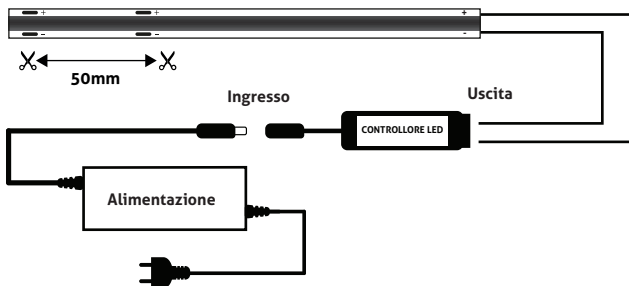 + + +
- - -
50mm
Ingresso
Uscita
CONTROLLORE LED
Alimentazione